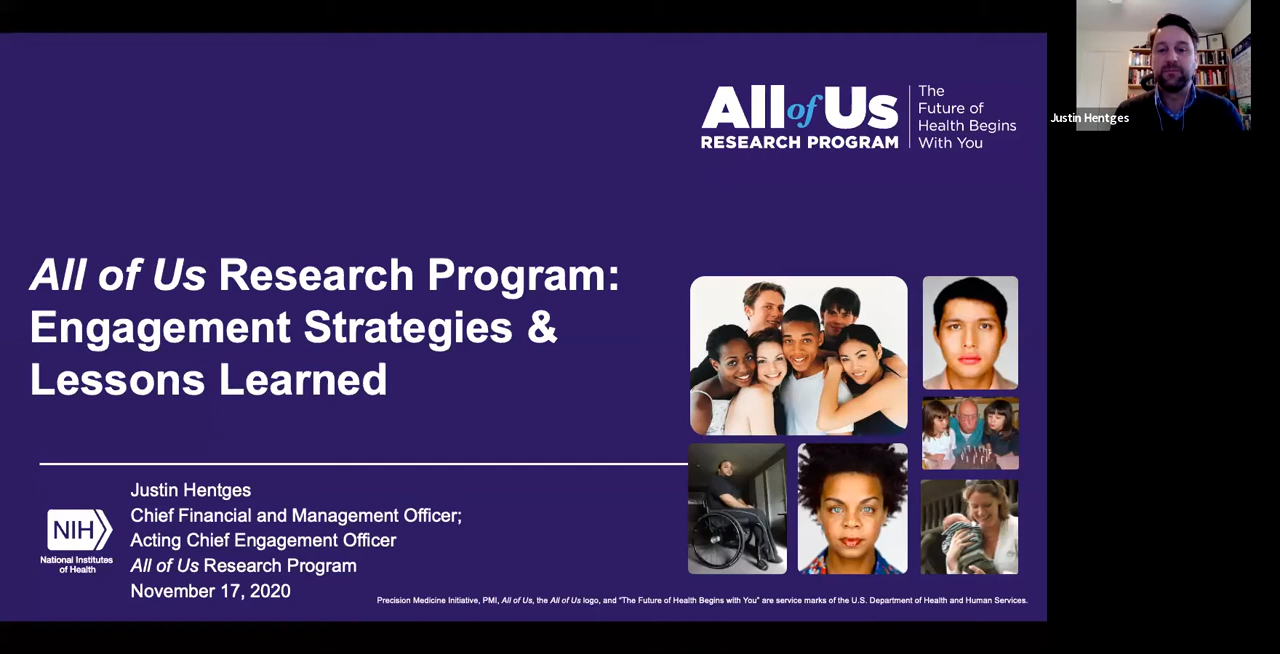 All of Us
RESEARCH PROGRAM
The
Future of
Health Begins
With You
Justin Hentges
All of Us Research Program:
Engagement Strategies &
Lessons Learned
NIH
National Institutes
of Health
Justin Hentges
Chief Financial and Management Officer;
Acting Chief Engagement Officer
All of Us Research Program
November 17, 2020
Precision Medicine Initiative, PMI, All of Us, the All of Us logo, and "The Future of Health Begins with You" are service marks of the U.S. Department of Health and Human Services.